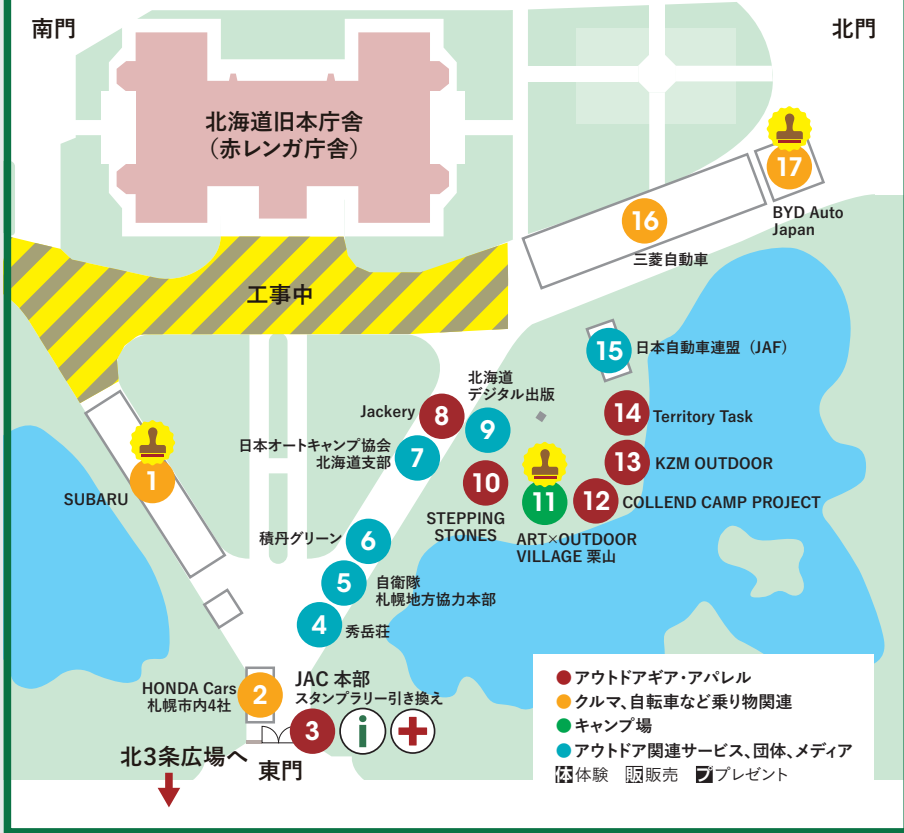 南門
北門
北海道旧本庁舎
（赤レンガ庁舎）
17
BYD Auto
Japan
16
三菱自動車
工事中
15
日本自動車連盟（JAF）
北海道
デジタル出版
Jackery
8
9
14
Territory Task
日本オートキャンプ協会
北海道支部
7
13
KZM OUTDOOR
1
SUBARU
10
STEPPING
STONES
11
ART×OUTDOOR
VILLAGE 栗山
12
COLLEND CAMP PROJECT
積丹グリーン
6
5
自衛隊
札幌地方協力本部
4
秀岳荘
HONDA Cars
札幌市内4社
2
JAC 本部
スタンプラリー引き換え
3
i
北3条広場へ
東門
アウトドアギア・アパレル
クルマ、自転車など乗り物関連
キャンプ場
アウトドア関連サービス、団体、メディア
体 体験 販 販売 プ プレゼント